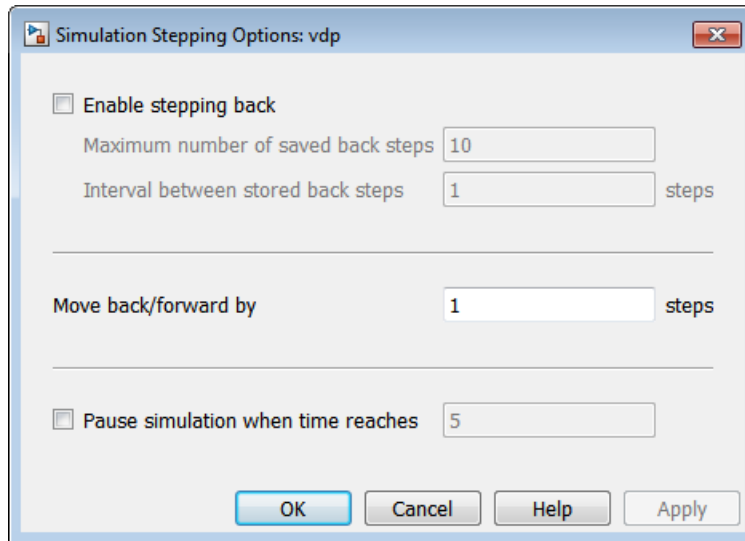 Simulation Stepping Options: vdp
Enable stepping back
Maximum number of saved back steps 10
Interval between stored back steps 1 steps
Move back/forward by 1 steps
Pause simulation when time reaches 5
OK Cancel Help Apply